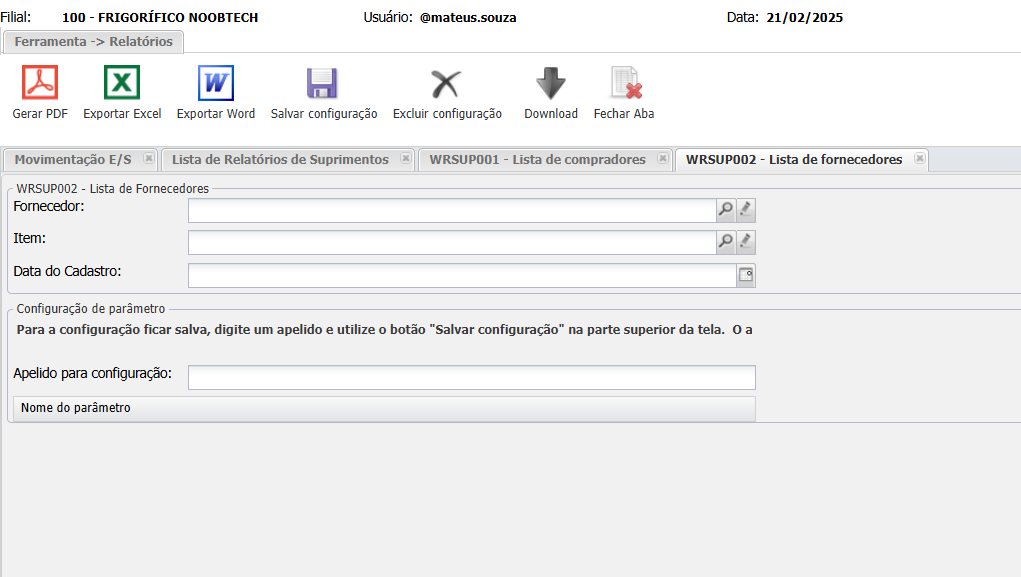 Filial: 100 - FRIGORÍFICO NOOBTECH Usuário: @mateus.souza Data: 21/02/2025
Ferramenta -> Relatórios
Gerar PDF Exportar Excel Exportar Word Salvar configuração Excluir configuração Download Fechar Aba
Movimentação E/S Lista de Relatórios de Suprimentos WRSUP001 - Lista de compradores WRSUP002 - Lista de fornecedores
WRSUP002 - Lista de Fornecedores
Fornecedor:
Item:
Data do Cadastro:
Configuração de parâmetro
Para a configuração ficar salva, digite um apelido e utilize o botão "Salvar configuração" na parte superior da tela. O a
Apelido para configuração:
Nome do parâmetro